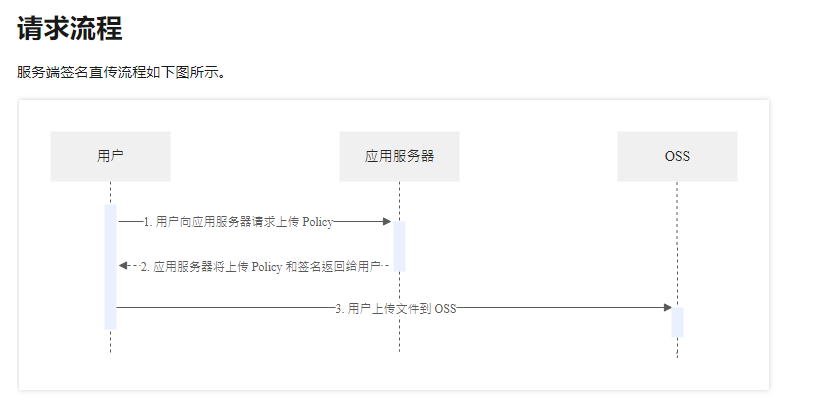 请求流程
服务端签名直传流程如下图所示。
用户
应用服务器
OSS
1. 用户向应用服务器请求上传 Policy
2. 应用服务器将上传 Policy 和签名返回给用户
3. 用户上传文件到 OSS